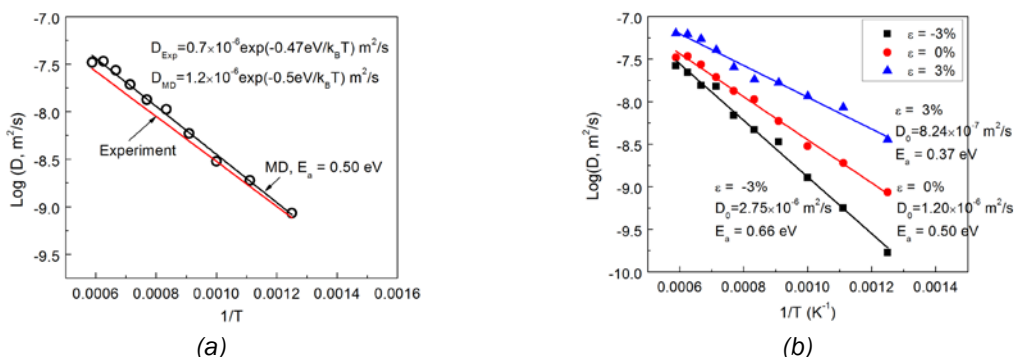 -7.0
-7.5
-8.0
-8.5
-9.0
-9.5
Log (D, m²/s)
D_Exp=0.7×10⁻⁶exp(-0.47eV/k_BT) m²/s
D_MD=1.2×10⁻⁶exp(-0.5eV/k_BT) m²/s
Experiment
MD, E_a = 0.50 eV
0.0006 0.0008 0.0010 0.0012 0.0014 0.0016
1/T
(a)
-7.0
-7.5
-8.0
-8.5
-9.0
-9.5
-10.0
Log(D, m²/s)
ε = -3%
ε = 0%
ε = 3%
ε 3%
D₀=8.24×10⁻⁷ m²/s
E_a = 0.37 eV
ε = -3%
D₀=2.75×10⁻⁶ m²/s
E_a = 0.66 eV
ε 0%
D₀=1.20×10⁻⁶ m²/s
E_a = 0.50 eV
0.0006 0.0008 0.0010 0.0012 0.0014
1/T (K⁻¹)
(b)